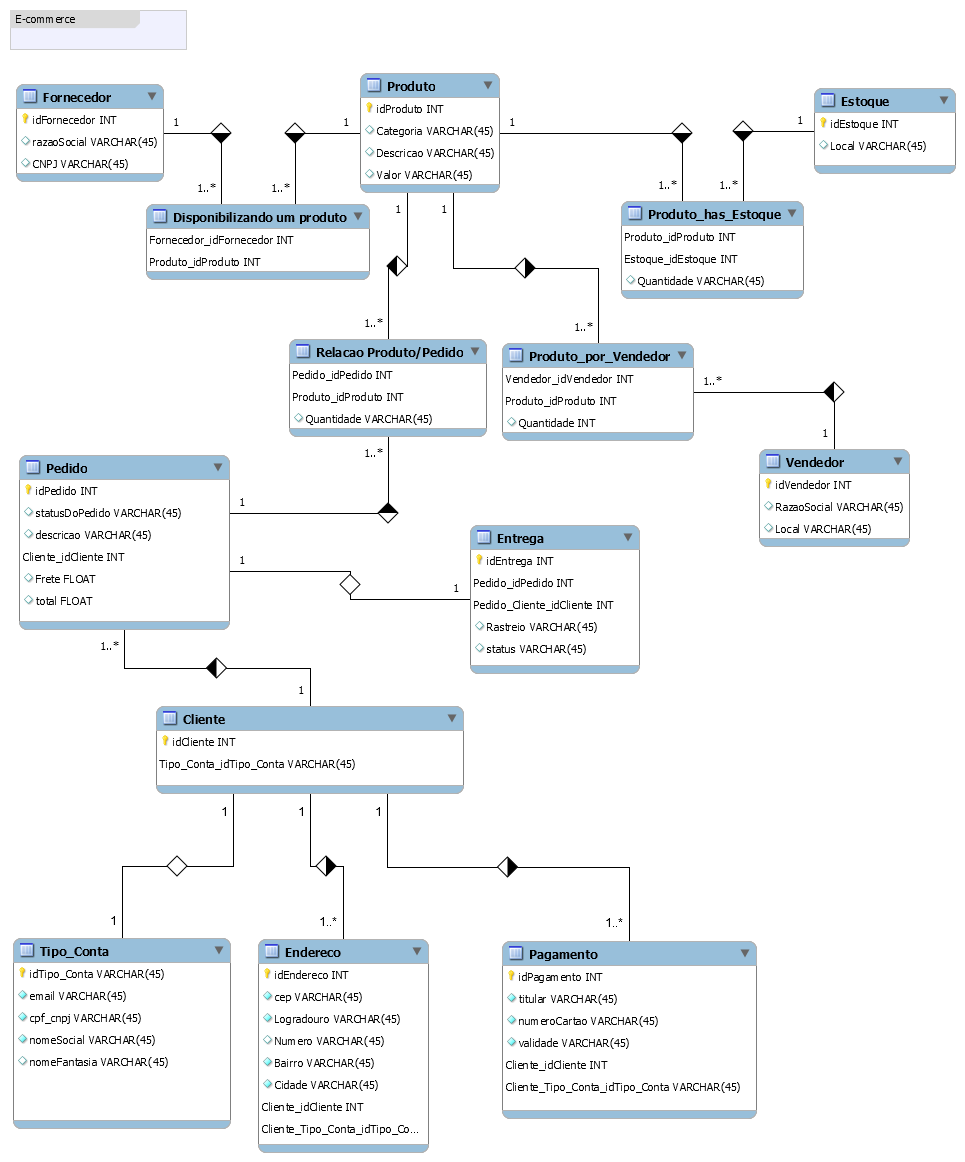 E-commerce
Fornecedor
idFornecedor INT
razaoSocial VARCHAR(45)
CNPJ VARCHAR(45)
1
1..*
Produto
idProduto INT
Categoria VARCHAR(45)
Descricao VARCHAR(45)
Valor VARCHAR(45)
1
1..*
1
1..*
Estoque
idEstoque INT
Local VARCHAR(45)
1
1..*
Disponibilizando um produto
Fornecedor_idFornecedor INT
Produto_idProduto INT
Produto_has_Estoque
Produto_idProduto INT
Estoque_idEstoque INT
Quantidade VARCHAR(45)
1
1..*
1
1..*
Relacao Produto/Pedido
Pedido_idPedido INT
Produto_idProduto INT
Quantidade VARCHAR(45)
1..*
Produto_por_Vendedor
Vendedor_idVendedor INT
Produto_idProduto INT
Quantidade INT
1..*
1
Vendedor
idVendedor INT
RazaoSocial VARCHAR(45)
Local VARCHAR(45)
Pedido
idPedido INT
statusDoPedido VARCHAR(45)
descricao VARCHAR(45)
Cliente_idCliente INT
Frete FLOAT
total FLOAT
1
1
1
Entrega
idEntrega INT
Pedido_idPedido INT
Pedido_Cliente_idCliente INT
Rastreio VARCHAR(45)
status VARCHAR(45)
1..*
1
Cliente
idCliente INT
Tipo_Conta_idTipo_Conta VARCHAR(45)
1
1
1
1
1..*
1..*
Tipo_Conta
idTipo_Conta VARCHAR(45)
email VARCHAR(45)
cpf_cnpj VARCHAR(45)
nomeSocial VARCHAR(45)
nomeFantasia VARCHAR(45)
Endereco
idEndereco INT
cep VARCHAR(45)
Logradouro VARCHAR(45)
Numero VARCHAR(45)
Bairro VARCHAR(45)
Cidade VARCHAR(45)
Cliente_idCliente INT
Cliente_Tipo_Conta_idTipo_Co...
Pagamento
idPagamento INT
titular VARCHAR(45)
numeroCartao VARCHAR(45)
validade VARCHAR(45)
Cliente_idCliente INT
Cliente_Tipo_Conta_idTipo_Conta VARCHAR(45)